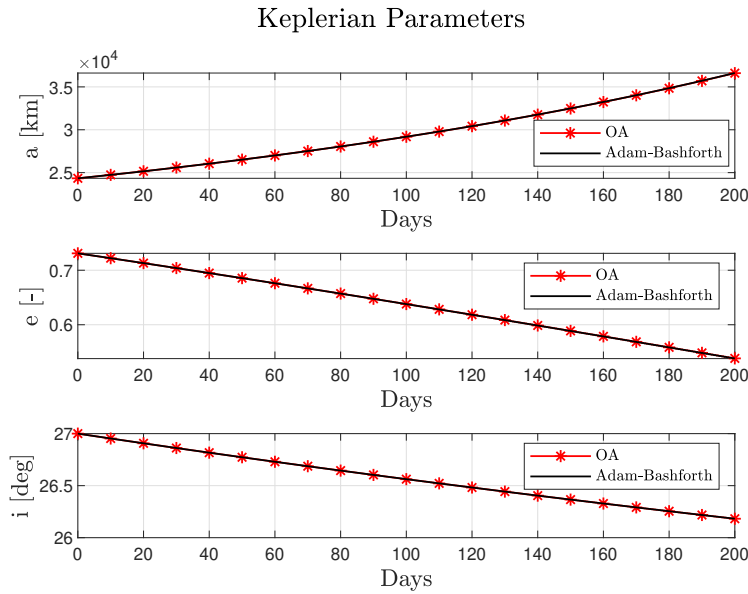 Keplerian Parameters
×10⁴
3.5
3
2.5
a [km]
OA
Adam-Bashforth
0 20 40 60 80 100 120 140 160 180 200
Days
0.7
0.6
e [-]
OA
Adam-Bashforth
0 20 40 60 80 100 120 140 160 180 200
Days
27
26.5
26
i [deg]
OA
Adam-Bashforth
0 20 40 60 80 100 120 140 160 180 200
Days